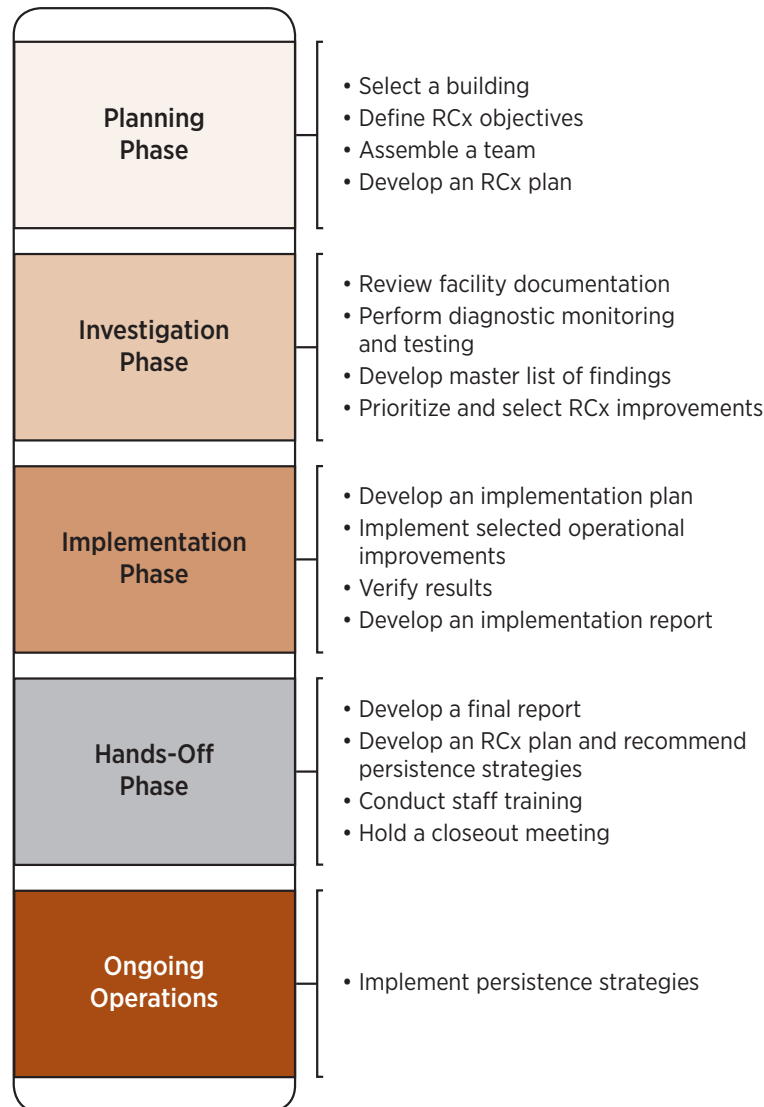 Planning
Phase
• Select a building
• Define RCx objectives
• Assemble a team
• Develop an RCx plan
Investigation
Phase
• Review facility documentation
• Perform diagnostic monitoring
and testing
• Develop master list of findings
• Prioritize and select RCx improvements
Implementation
Phase
• Develop an implementation plan
• Implement selected operational
improvements
• Verify results
• Develop an implementation report
Hands-Off
Phase
• Develop a final report
• Develop an RCx plan and recommend
persistence strategies
• Conduct staff training
• Hold a closeout meeting
Ongoing
Operations
• Implement persistence strategies